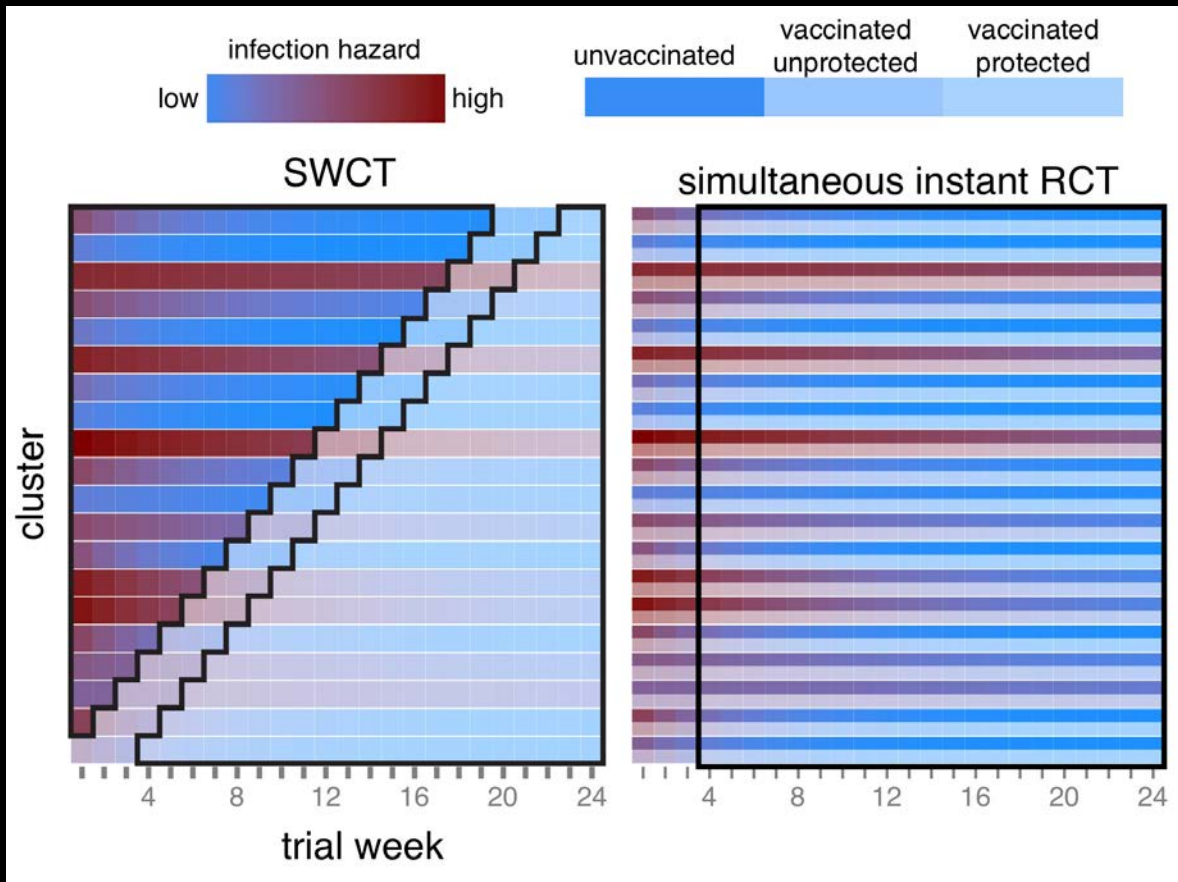 infection hazard
low high
unvaccinated
vaccinated
unprotected
vaccinated
protected
SWCT
simultaneous instant RCT
cluster
4 8 12 16 20 24
4 8 12 16 20 24
trial week